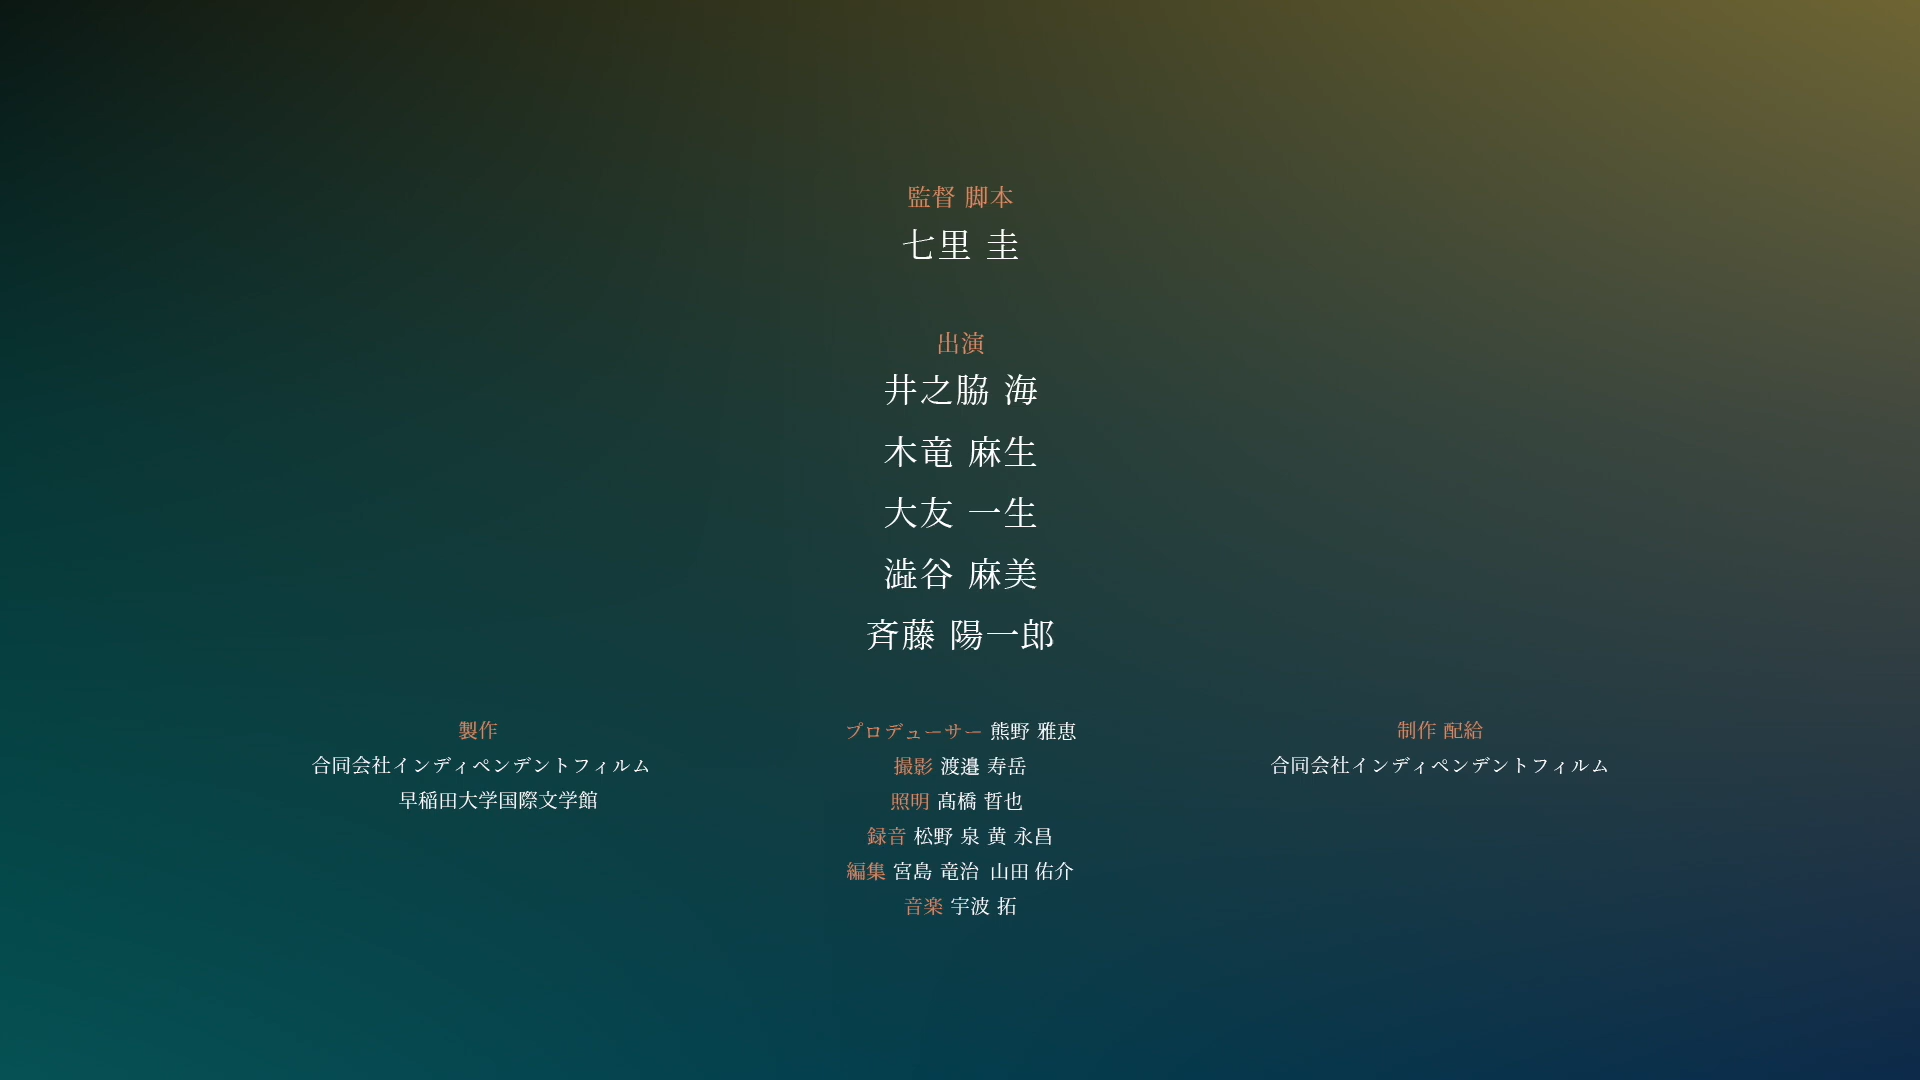 監督 脚本
七里 圭
出演
井之脇 海
木竜 麻生
大友 一生
澁谷 麻美
斉藤 陽一郎
製作
合同会社インディペンデントフィルム
早稲田大学国際文学館
プロデューサー 熊野 雅恵
撮影 渡邉 寿岳
照明 髙橋 哲也
録音 松野 泉 黄 永昌
編集 宮島 竜治 山田 佑介
音楽 宇波 拓
制作 配給
合同会社インディペンデントフィルム